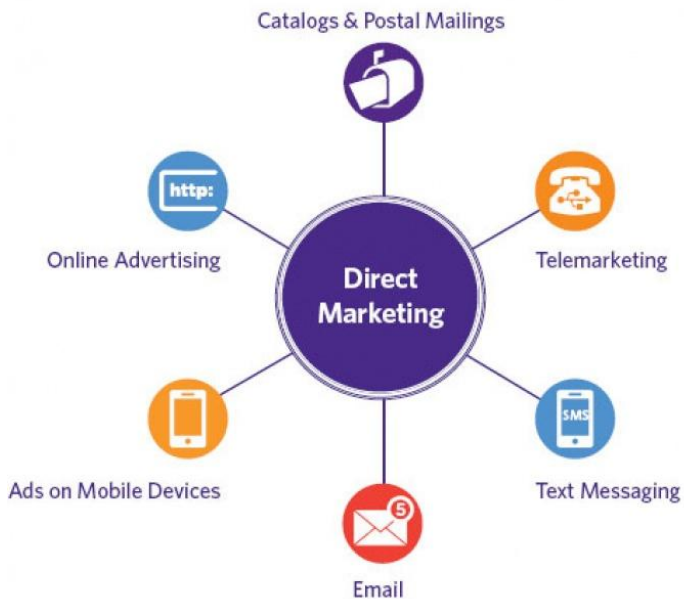 Catalogs & Postal Mailings
http:
Online Advertising
Telemarketing
Direct
Marketing
SMS
Ads on Mobile Devices
Text Messaging
5
Email